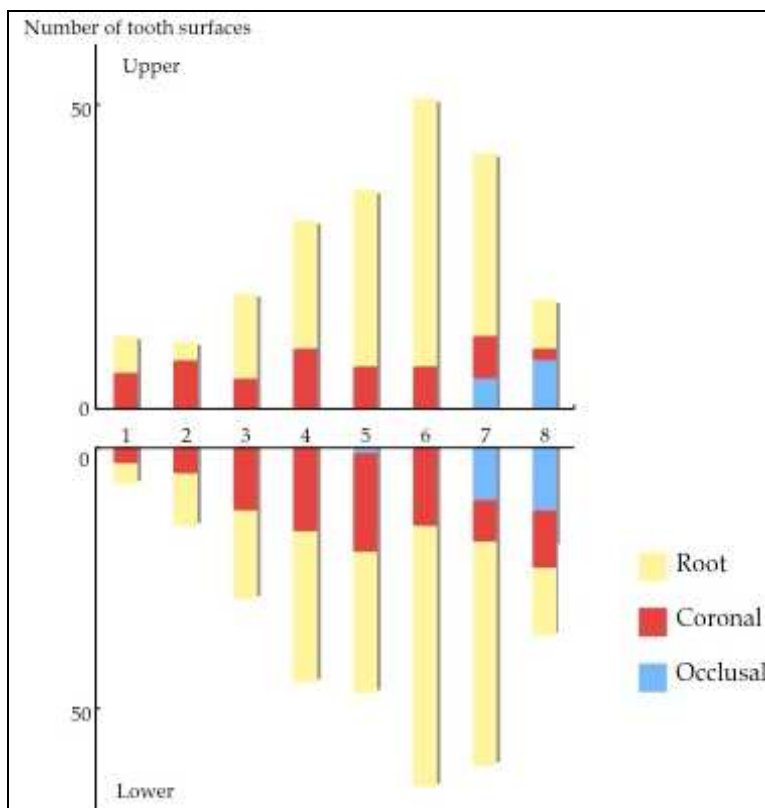 Number of tooth surfaces
Upper
50
0
1 2 3 4 5 6 7 8
0
50
Lower
Root
Coronal
Occlusal